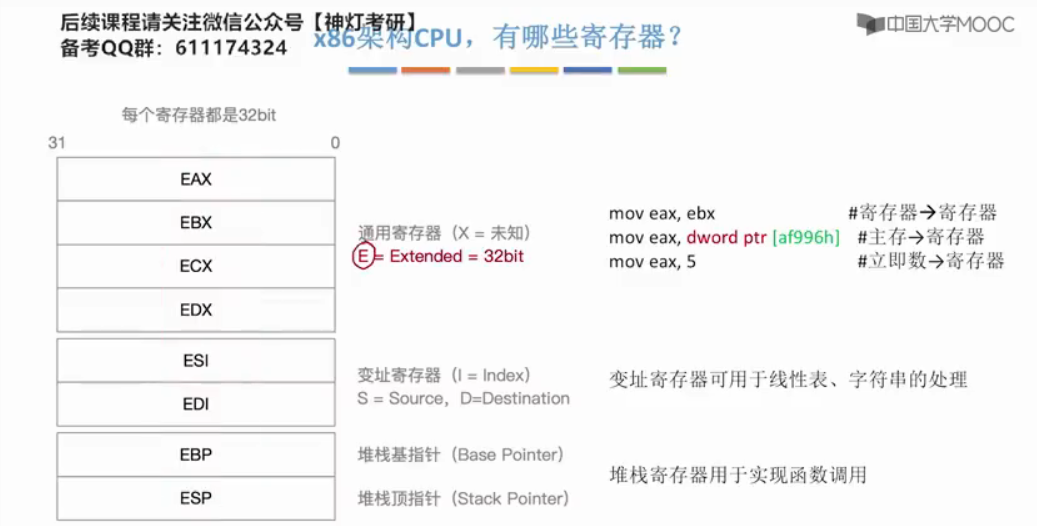 后续课程请关注微信公众号【神灯考研】
备考QQ群：611174324
x86架构CPU，有哪些寄存器？
中国大学MOOC
每个寄存器都是32bit
31 0
EAX
EBX
ECX
EDX
通用寄存器（X = 未知）
E = Extended = 32bit
mov eax, ebx #寄存器→寄存器
mov eax, dword ptr [af996h] #主存→寄存器
mov eax, 5 #立即数→寄存器
ESI
EDI
变址寄存器（I = Index）
S = Source，D=Destination
变址寄存器可用于线性表、字符串的处理
EBP
堆栈基指针（Base Pointer）
ESP
堆栈顶指针（Stack Pointer）
堆栈寄存器用于实现函数调用